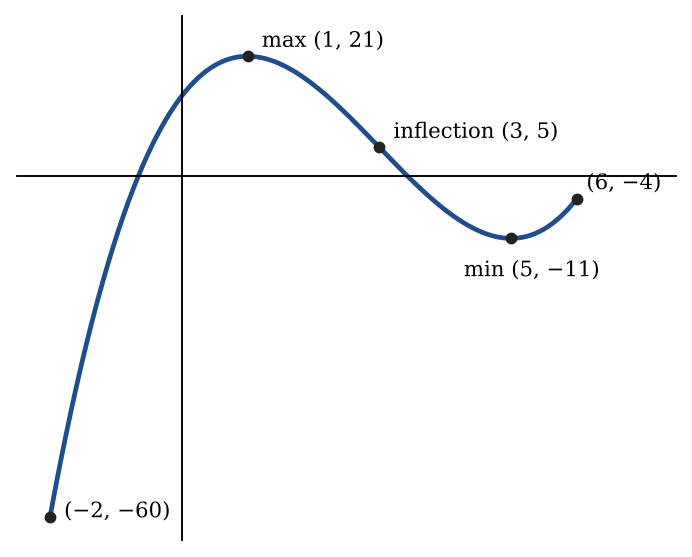 max (1, 21)
inflection (3, 5)
(6, −4)
min (5, −11)
(−2, −60)